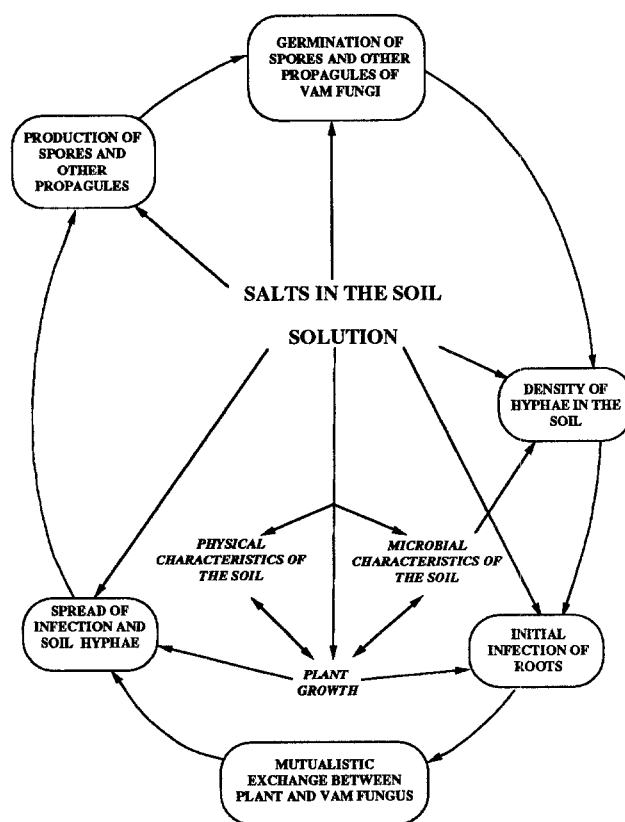 GERMINATION OF
SPORES AND OTHER
PROPAGULES OF
VAM FUNGI
PRODUCTION OF
SPORES AND
OTHER
PROPAGULES
SALTS IN THE SOIL
SOLUTION
DENSITY OF
HYPHAE IN THE
SOIL
PHYSICAL
CHARACTERISTICS OF
THE SOIL
MICROBIAL
CHARACTERISTICS OF
THE SOIL
SPREAD OF
INFECTION AND
SOIL HYPHAE
INITIAL
INFECTION OF
ROOTS
PLANT
GROWTH
MUTUALISTIC
EXCHANGE BETWEEN
PLANT AND VAM FUNGUS